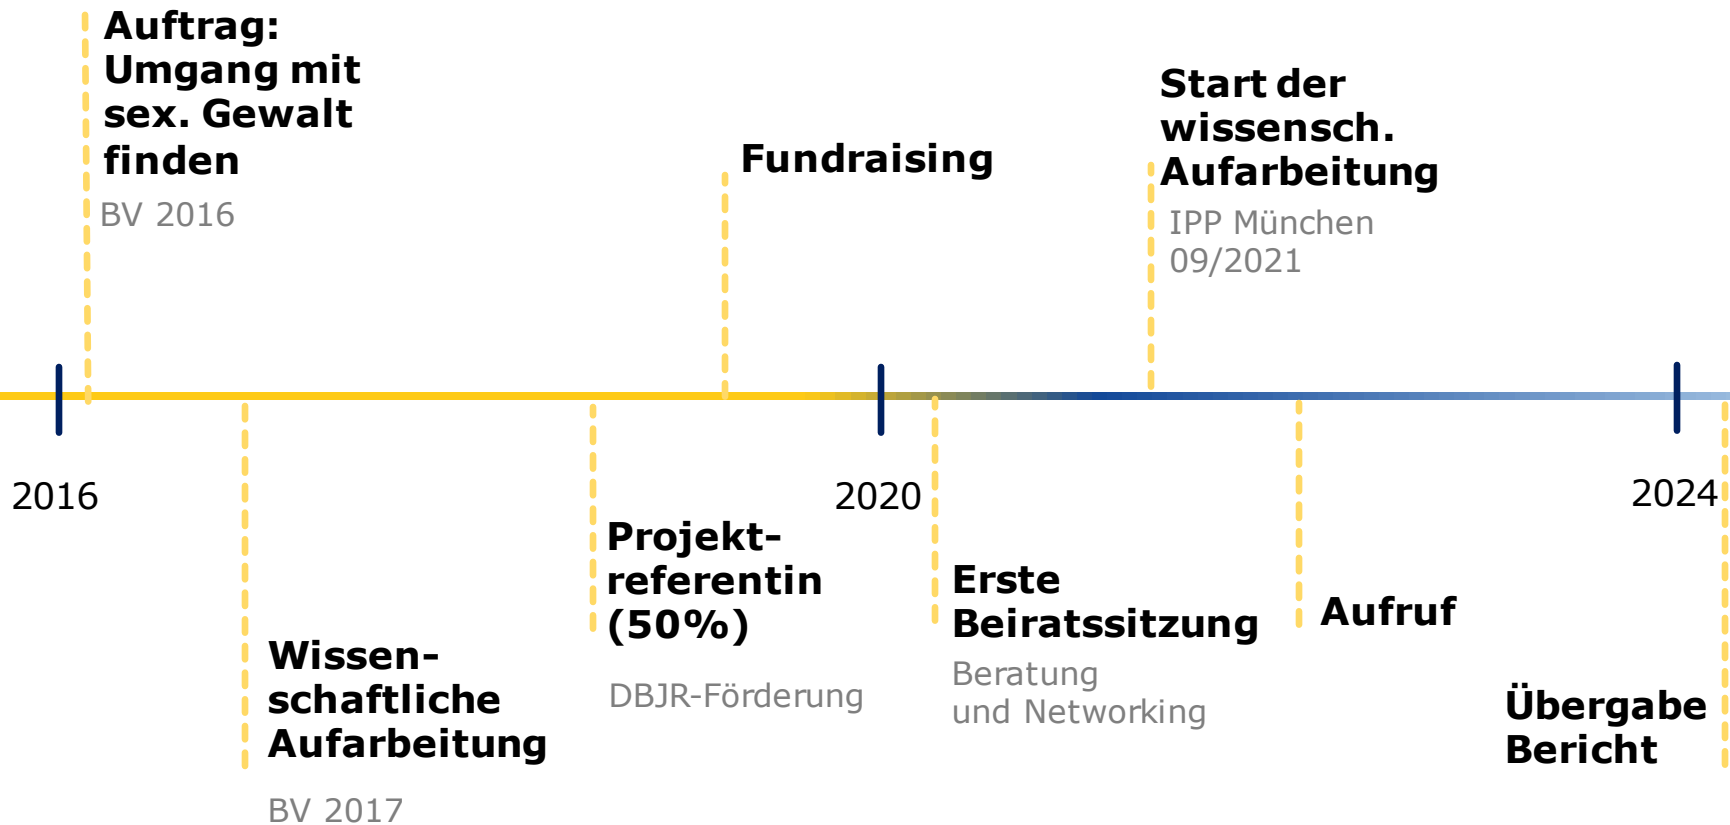 Auftrag:
Umgang mit
sex. Gewalt
finden
BV 2016
Fundraising
Start der
wissensch.
Aufarbeitung
IPP München
09/2021
2016
2020
2024
Wissen-
schaftliche
Aufarbeitung
BV 2017
Projekt-
referentin
(50%)
DBJR-Förderung
Erste
Beiratssitzung
Beratung
und Networking
Aufruf
Übergabe
Bericht